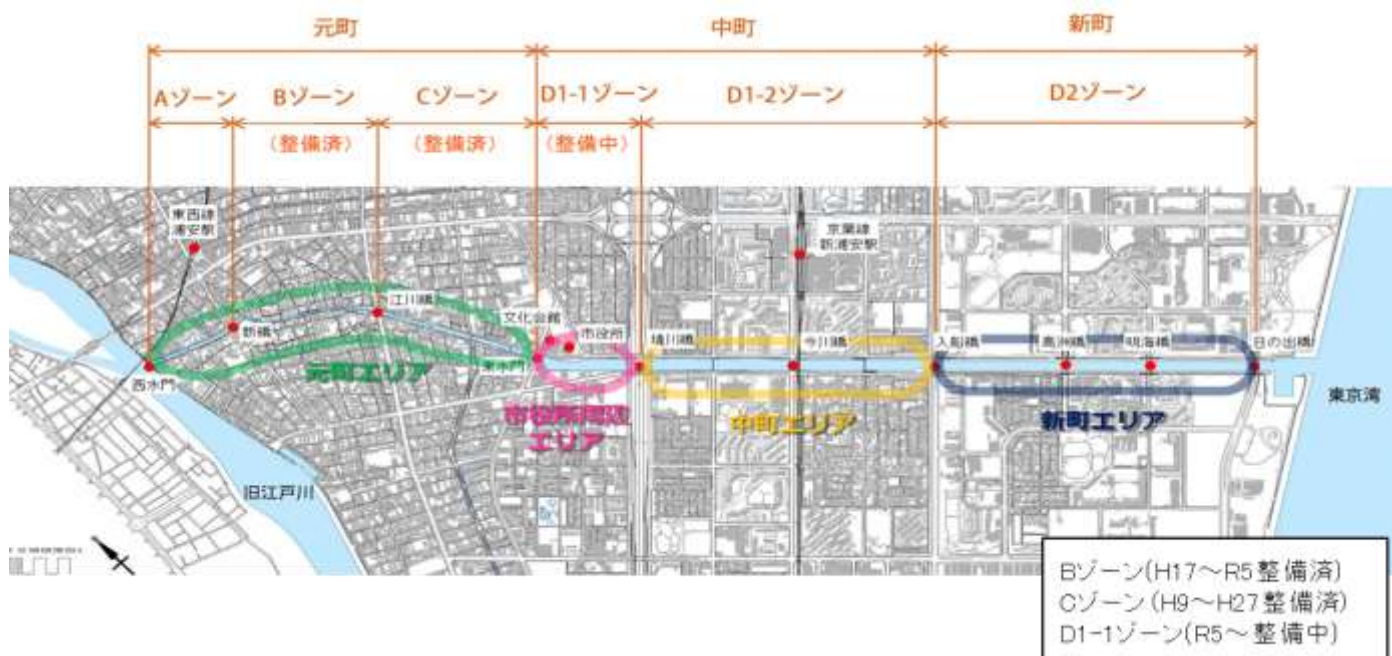 元町
中町
新町
Aゾーン
Bゾーン
Cゾーン
D1-1ゾーン
D1-2ゾーン
D2ゾーン
(整備済)
(整備済)
(整備中)
東西線
浦安駅
京葉線
新浦安駅
江川橋
新橋
文化会館
市役所
境川橋
今川橋
入船橋
高洲橋
明海橋
日の出橋
西水門
東水門
元町エリア
市役所周辺
エリア
中町エリア
新町エリア
東京湾
旧江戸川
Bゾーン(H17～R5整備済)
Cゾーン(H9～H27整備済)
D1-1ゾーン(R5～整備中)